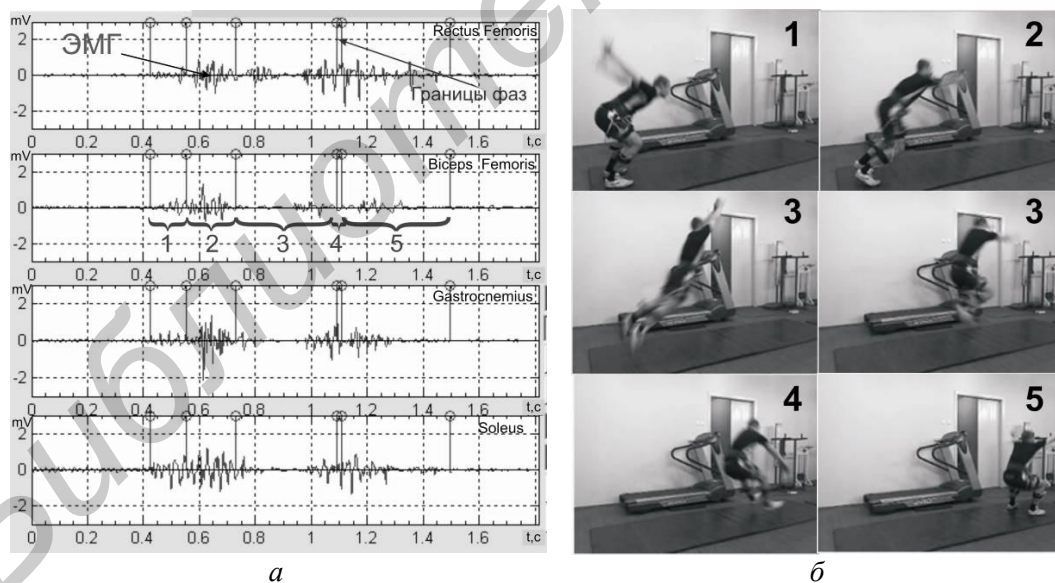 mV
2
0
-2
ЭМГ
Rectus Femoris
Границы фаз
0 0.2 0.4 0.6 0.8 1 1.2 1.4 1.6 t,c
mV
2
0
-2
Biceps Femoris
1 2 3 4 5
0 0.2 0.4 0.6 0.8 1 1.2 1.4 1.6 t,c
mV
2
0
-2
Gastrocnemius
0 0.2 0.4 0.6 0.8 1 1.2 1.4 1.6 t,c
mV
2
0
-2
Soleus
0 0.2 0.4 0.6 0.8 1 1.2 1.4 1.6 t,c
а
1
2
3
3
4
5
б